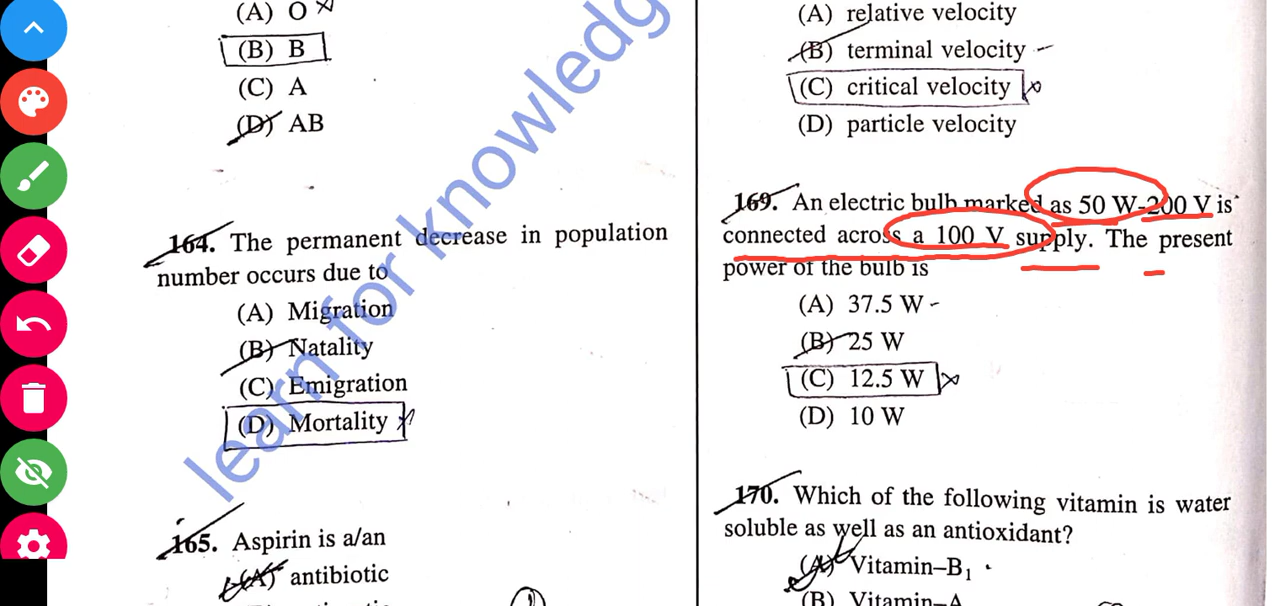 (A) O
(B) B
(C) A
(D) AB
164. The permanent decrease in population
number occurs due to
(A) Migration
(B) Natality
(C) Emigration
(D) Mortality
165. Aspirin is a/an
(A) antibiotic
(A) relative velocity
(B) terminal velocity
(C) critical velocity
(D) particle velocity
169. An electric bulb marked as 50 W-200 V is
connected across a 100 V supply. The present
power of the bulb is
(A) 37.5 W
(B) 25 W
(C) 12.5 W
(D) 10 W
170. Which of the following vitamin is water
soluble as well as an antioxidant?
(A) Vitamin–B₁
(B) Vitamin–A
learn for knowledg